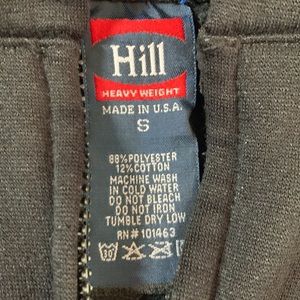 Hill
HEAVY WEIGHT
MADE IN U.S.A.
S
88% POLYESTER
12% COTTON
MACHINE WASH
IN COLD WATER
DO NOT BLEACH
DO NOT IRON
TUMBLE DRY LOW
RN# 101463
30